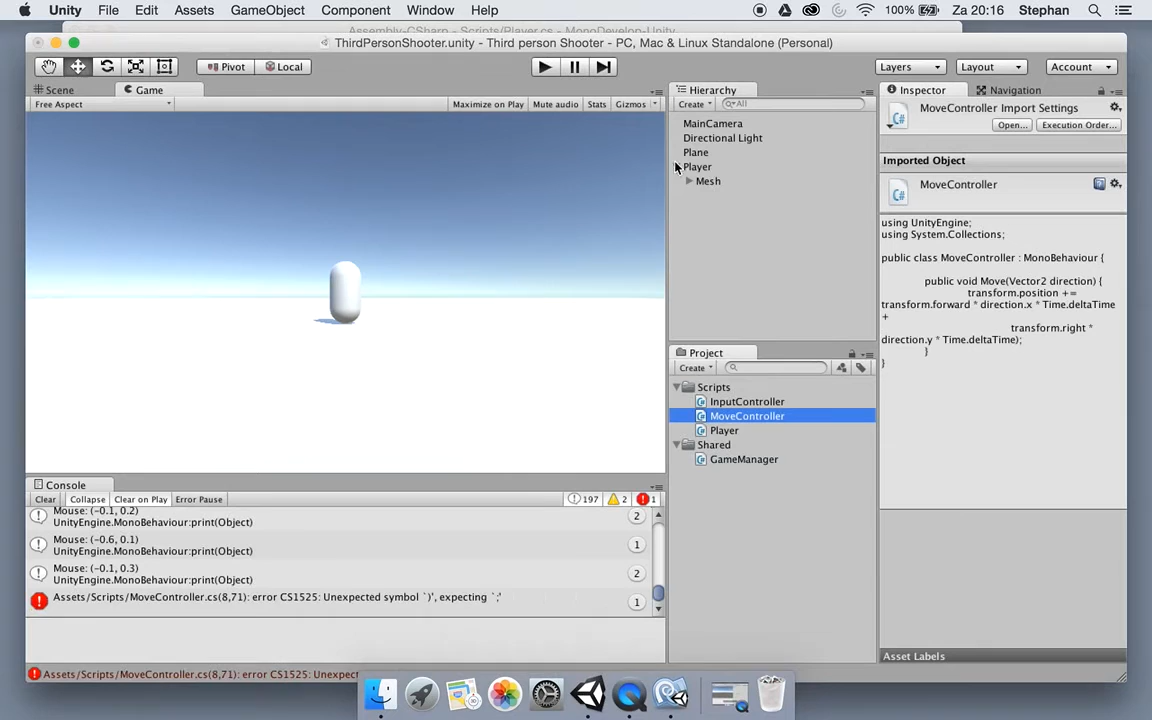 Unity File Edit Assets GameObject Component Window Help 100% Za 20:16 Stephan
Assembly-CSharp - Scripts/Player.cs - MonoDevelop-Unity
ThirdPersonShooter.unity - Third person Shooter - PC, Mac & Linux Standalone (Personal)
Pivot Local Layers Layout Account
Scene Game
Free Aspect Maximize on Play Mute audio Stats Gizmos
Hierarchy
Create All
MainCamera
Directional Light
Plane
Player
Mesh
Project
Create
Scripts
InputController
MoveController
Player
Shared
GameManager
Inspector Navigation
MoveController Import Settings
Open... Execution Order...
Imported Object
MoveController
using UnityEngine;
using System.Collections;
public class MoveController : MonoBehaviour {
public void Move(Vector2 direction) {
transform.position +=
transform.forward * direction.x * Time.deltaTime
+
transform.right *
direction.y * Time.deltaTime);
}
}
Asset Labels
Console
Clear Collapse Clear on Play Error Pause 197 2 1
Mouse: (-0.1, 0.2)
UnityEngine.MonoBehaviour:print(Object) 2
Mouse: (-0.6, 0.1)
UnityEngine.MonoBehaviour:print(Object) 1
Mouse: (-0.1, 0.3)
UnityEngine.MonoBehaviour:print(Object) 2
Assets/Scripts/MoveController.cs(8,71): error CS1525: Unexpected symbol `)', expecting `;' 1
Assets/Scripts/MoveController.cs(8,71): error CS1525: Unexpect